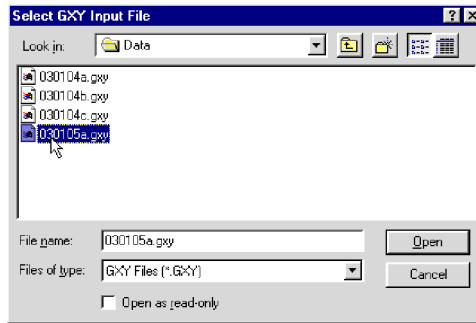 Select GXY Input File
Look in: Data
030104a.gxy
030104b.gxy
030104c.gxy
030105a.gxy
File name: 030105a.gxy Open
Files of type: GXY Files (*.GXY) Cancel
Open as read-only